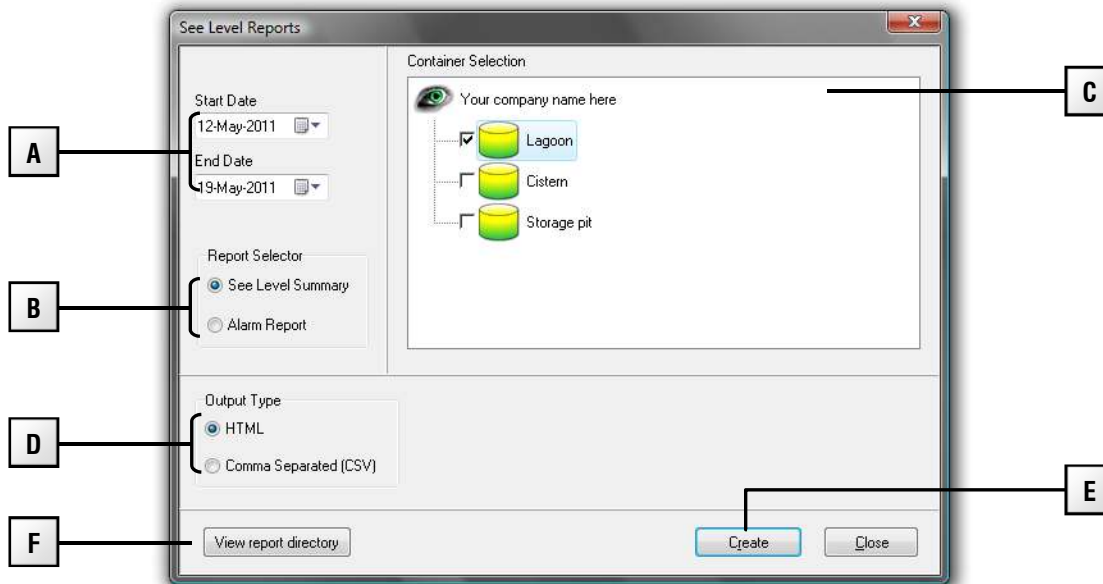 See Level Reports
Container Selection
Your company name here
Lagoon
Cistern
Storage pit
Start Date
12-May-2011
End Date
19-May-2011
Report Selector
See Level Summary
Alarm Report
Output Type
HTML
Comma Separated (CSV)
View report directory
Create
Close
A
B
C
D
E
F